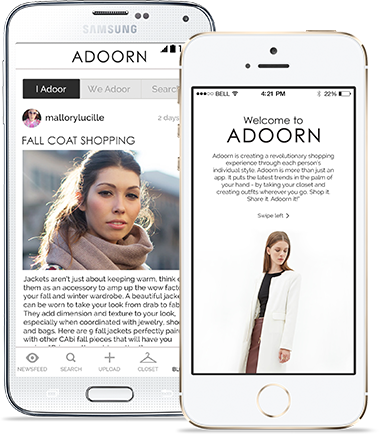 SAMSUNG
ADOORN
I Adoor
We Adoor
Search
mallorylucille
2 days
FALL COAT SHOPPING
Jackets aren't just about keeping warm, think
them as an accessory to amp up the wow facto
your fall and winter wardrobe. A beautiful jacke
can be worn to take your look from drab to fab
They add dimension and texture to your look,
especially when coordinated with jewelry, shoe
and bags. Here are 9 fall jackets perfectly pair
with other CAbi fall pieces that will have you
NEWSFEED
SEARCH
UPLOAD
CLOSET
BELL
4:21 PM
22%
Welcome to
ADOORN
Adoorn is creating a revolutionary shopping
experience through each person's
individual style. Adoorn is more than just an
app. It puts the latest trends in the palm of
your hand - by taking your closet and
creating outfits wherever you go. Shop it.
Share it. Adoorn it!"
Swipe left >